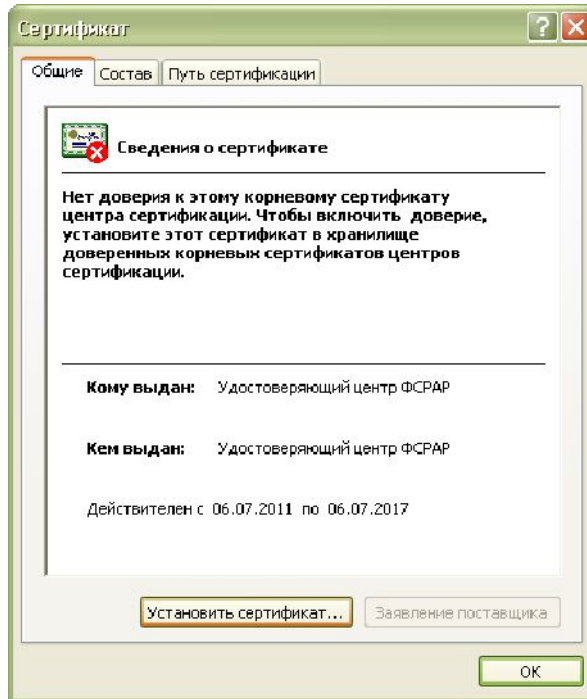 Сертификат
Общие Состав Путь сертификации
Сведения о сертификате
Нет доверия к этому корневому сертификату
центра сертификации. Чтобы включить доверие,
установите этот сертификат в хранилище
доверенных корневых сертификатов центров
сертификации.
Кому выдан: Удостоверяющий центр ФСРАР
Кем выдан: Удостоверяющий центр ФСРАР
Действителен с 06.07.2011 по 06.07.2017
Установить сертификат... Заявление поставщика
ОК